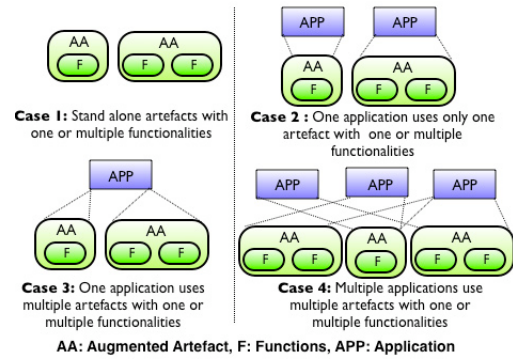 AA
AA
F
F
F
Case 1: Stand alone artefacts with
one or multiple functionalities
APP
APP
AA
AA
F
F
F
Case 2 : One application uses only one
artefact with one or multiple
functionalities
APP
AA
AA
F
F
F
Case 3: One application uses
multiple artefacts with one or
multiple functionalities
APP
APP
APP
AA
AA
AA
F
F
F
F
F
Case 4: Multiple applications use
multiple artefacts with one or
multiple functionalities
AA: Augmented Artefact, F: Functions, APP: Application